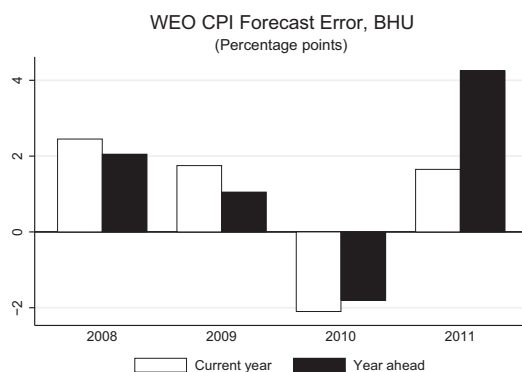 WEO CPI Forecast Error, BHU
(Percentage points)
4
2
0
−2
2008 2009 2010 2011
Current year Year ahead